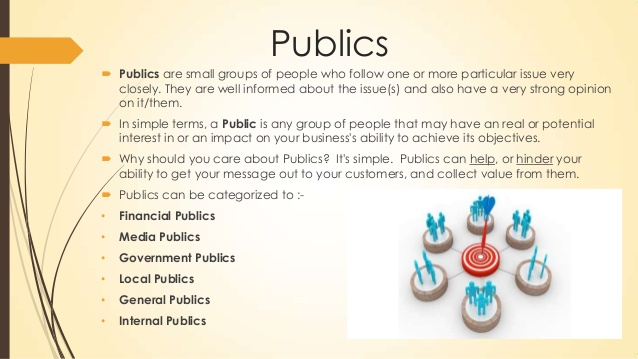 Publics
Publics are small groups of people who follow one or more particular issue very
closely. They are well informed about the issue(s) and also have a very strong opinion
on it/them.
In simple terms, a Public is any group of people that may have an real or potential
interest in or an impact on your business's ability to achieve its objectives.
Why should you care about Publics? It's simple. Publics can help, or hinder your
ability to get your message out to your customers, and collect value from them.
Publics can be categorized to :-
Financial Publics
Media Publics
Government Publics
Local Publics
General Publics
Internal Publics